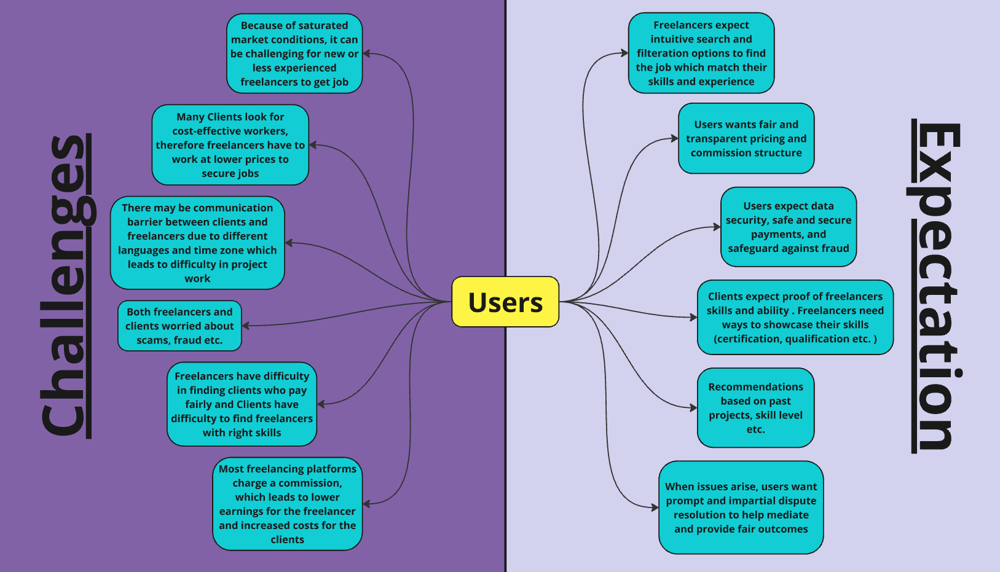 Challenges
Because of saturated
market conditions, it can
be challenging for new or
less experienced
freelancers to get job
Many Clients look for
cost-effective workers,
therefore freelancers have to
work at lower prices to
secure jobs
There may be communication
barrier between clients and
freelancers due to different
languages and time zone which
leads to difficulty in project
work
Both freelancers and
clients worried about
scams, fraud etc.
Freelancers have difficulty
in finding clients who pay
fairly and Clients have
difficulty to find freelancers
with right skills
Most freelancing platforms
charge a commission,
which leads to lower
earnings for the freelancer
and increased costs for the
clients
Users
Freelancers expect
intuitive search and
filteration options to find
the job which match their
skills and experience
Users wants fair and
transparent pricing and
commission structure
Users expect data
security, safe and secure
payments, and
safeguard against fraud
Clients expect proof of freelancers
skills and ability . Freelancers need
ways to showcase their skills
(certification, qualification etc. )
Recommendations
based on past
projects, skill level
etc.
When issues arise, users want
prompt and impartial dispute
resolution to help mediate
and provide fair outcomes
Expectation